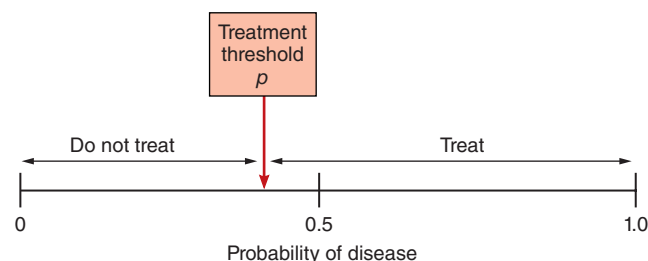 Treatment
threshold
p
Do not treat
Treat
0
0.5
1.0
Probability of disease